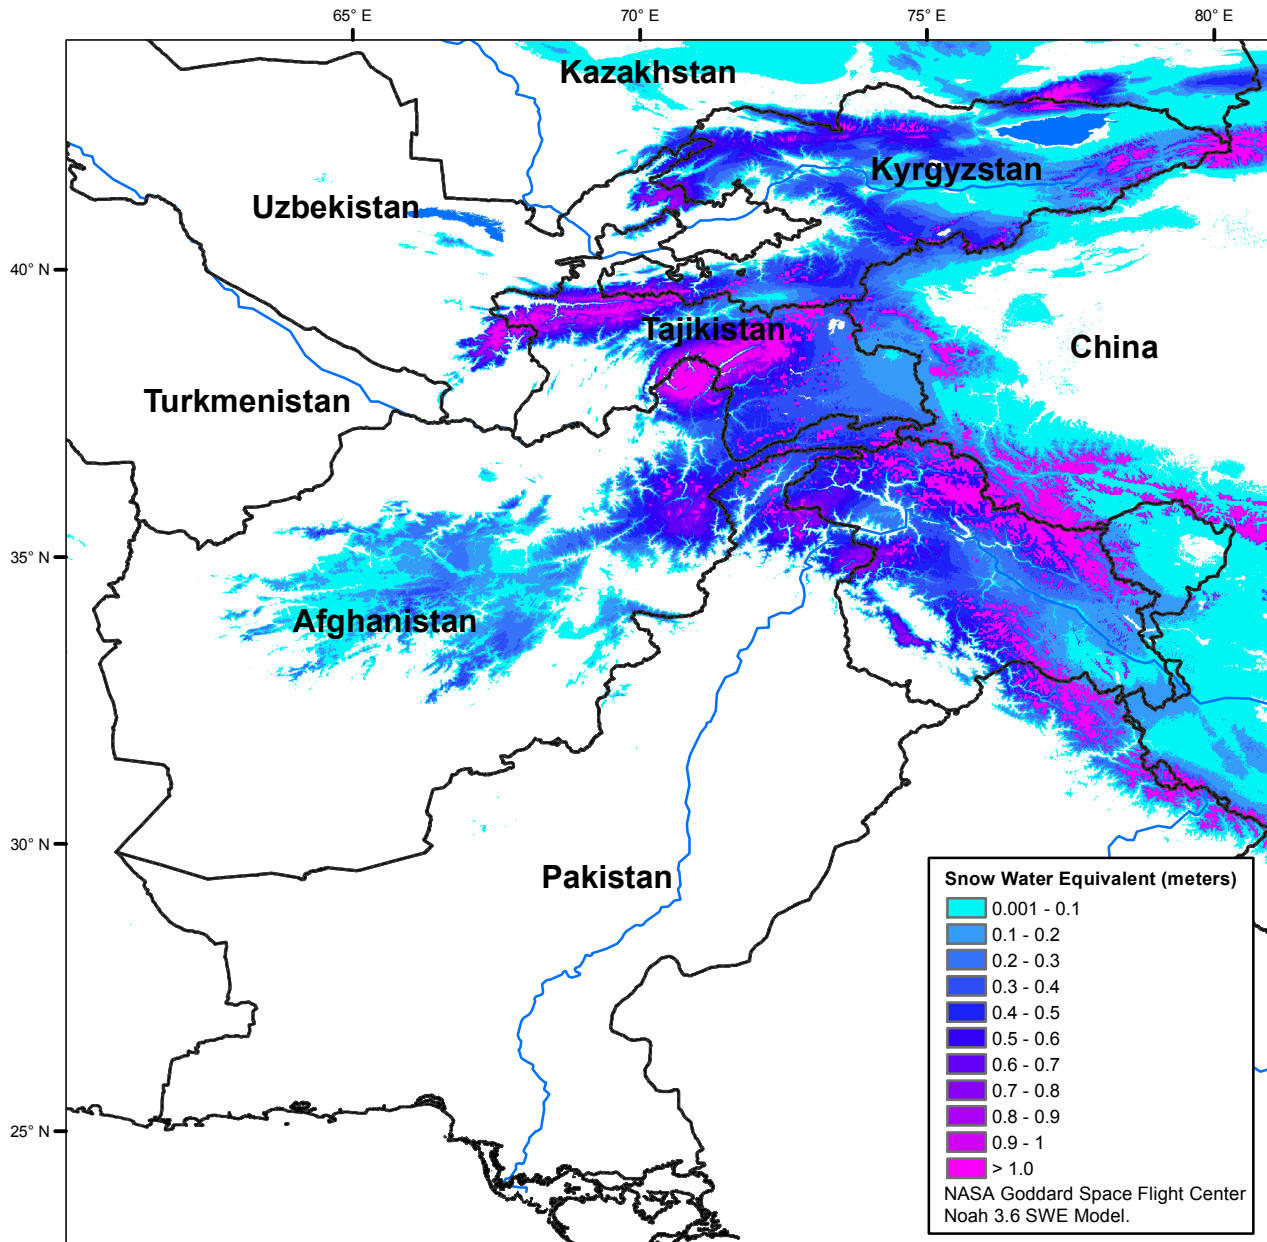 65° E
70° E
75° E
80° E
Kazakhstan
Kyrgyzstan
Uzbekistan
40° N
Tajikistan
China
Turkmenistan
35° N
Afghanistan
30° N
Pakistan
25° N
Snow Water Equivalent (meters)
0.001 - 0.1
0.1 - 0.2
0.2 - 0.3
0.3 - 0.4
0.4 - 0.5
0.5 - 0.6
0.6 - 0.7
0.7 - 0.8
0.8 - 0.9
0.9 - 1
> 1.0
NASA Goddard Space Flight Center
Noah 3.6 SWE Model.